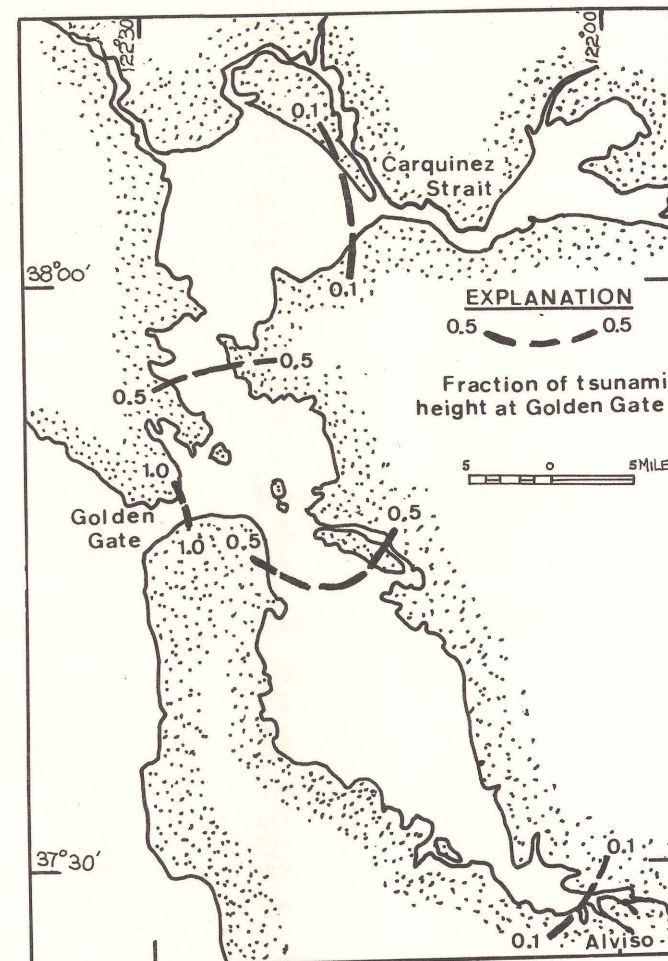 122°30'
122°00'
0.1
Carquinez
Strait
38°00'
0.1
EXPLANATION
0.5 0.5
0.5
0.5
Fraction of tsunami
height at Golden Gate
1.0
5 0 5 MILE
Golden
Gate
0.5
1.0
0.5
37°30'
0.1
0.1
Alviso